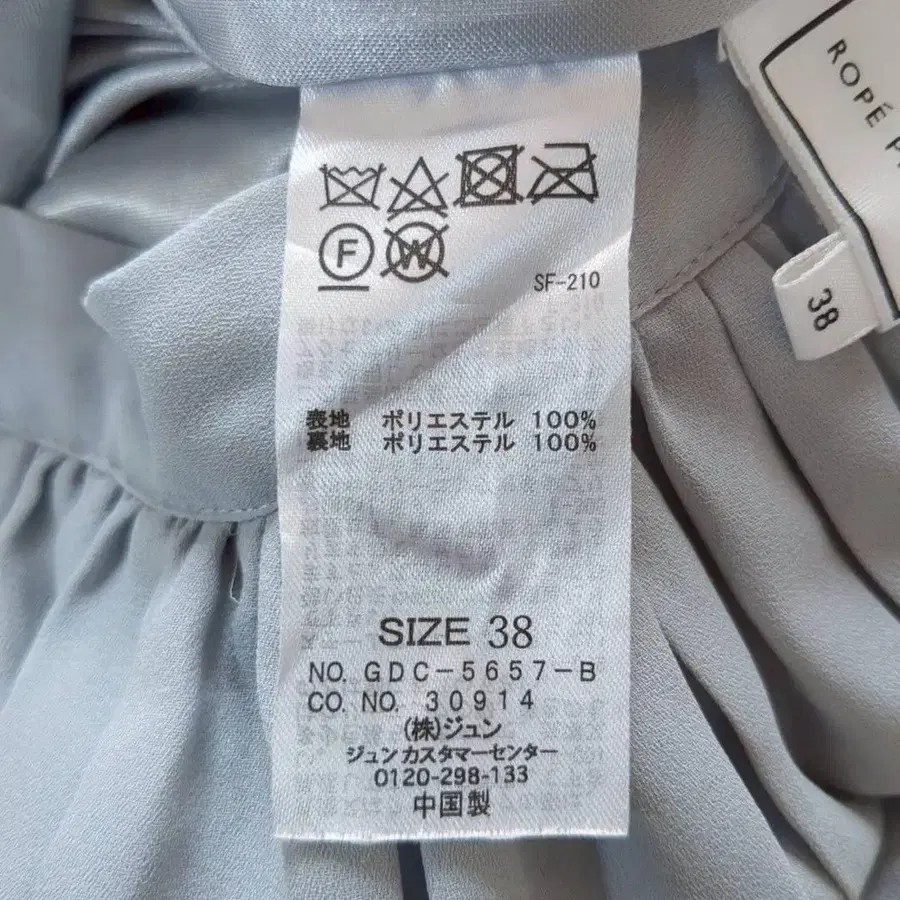 F W
SF-210
表地 ポリエステル 100%
裏地 ポリエステル 100%
SIZE 38
NO. GDC-5657-B
CO. NO. 30914
(株)ジュン
ジュンカスタマーセンター
0120-298-133
中国製
ROPÉ
38